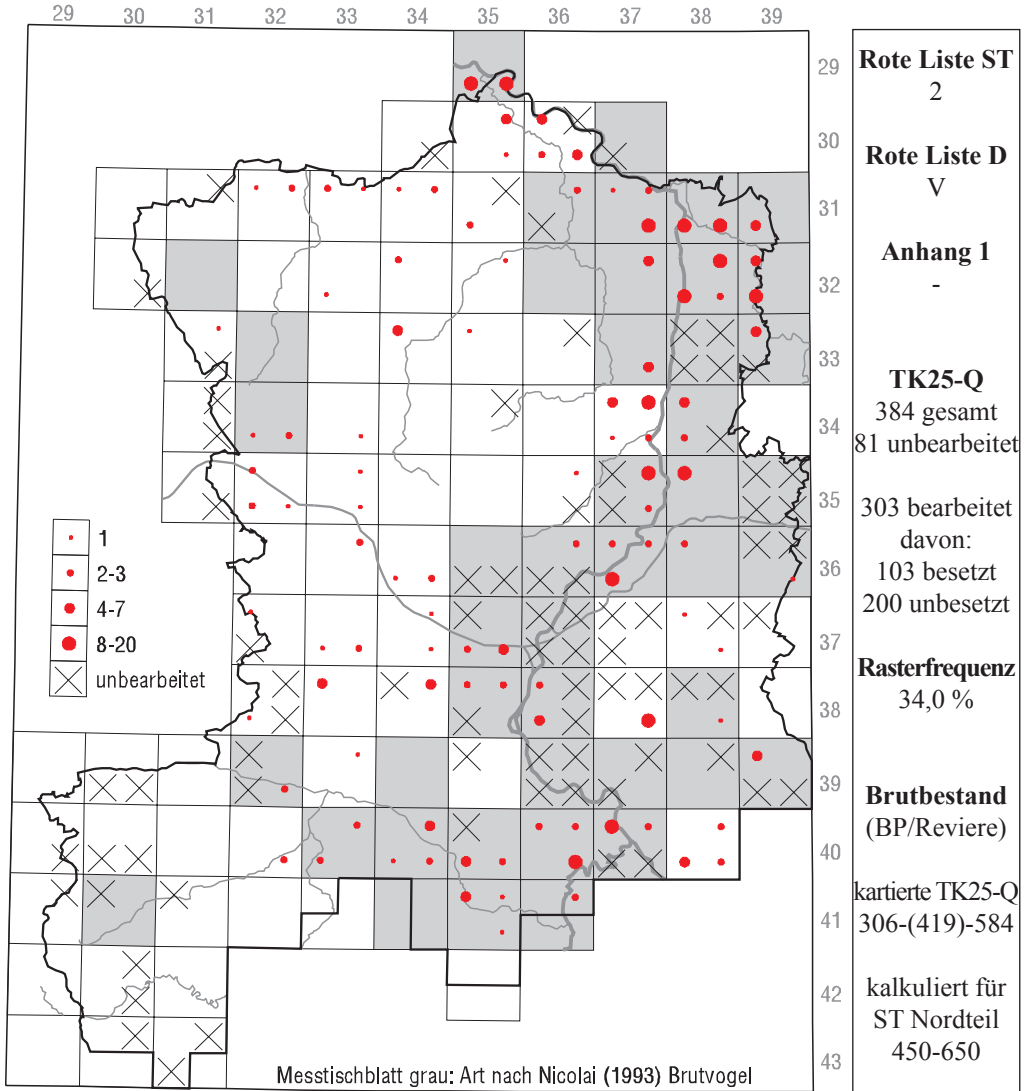 29 30 31 32 33 34 35 36 37 38 39
29
30
31
32
33
34
35
36
37
38
39
40
41
42
43
1
2-3
4-7
8-20
unbearbeitet
Messtischblatt grau: Art nach Nicolai (1993) Brutvogel
Rote Liste ST
2
Rote Liste D
V
Anhang 1
-
TK25-Q
384 gesamt
81 unbearbeitet
303 bearbeitet
davon:
103 besetzt
200 unbesetzt
Rasterfrequenz
34,0 %
Brutbestand
(BP/Reviere)
kartierte TK25-Q
306-(419)-584
kalkuliert für
ST Nordteil
450-650